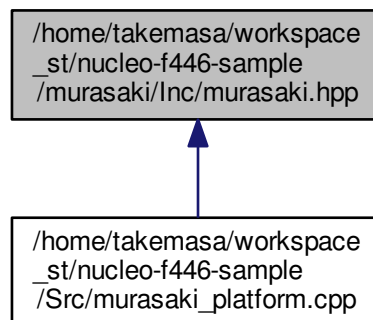 /home/takemasa/workspace
_st/nucleo-f446-sample
/murasaki/Inc/murasaki.hpp
/home/takemasa/workspace
_st/nucleo-f446-sample
/Src/murasaki_platform.cpp